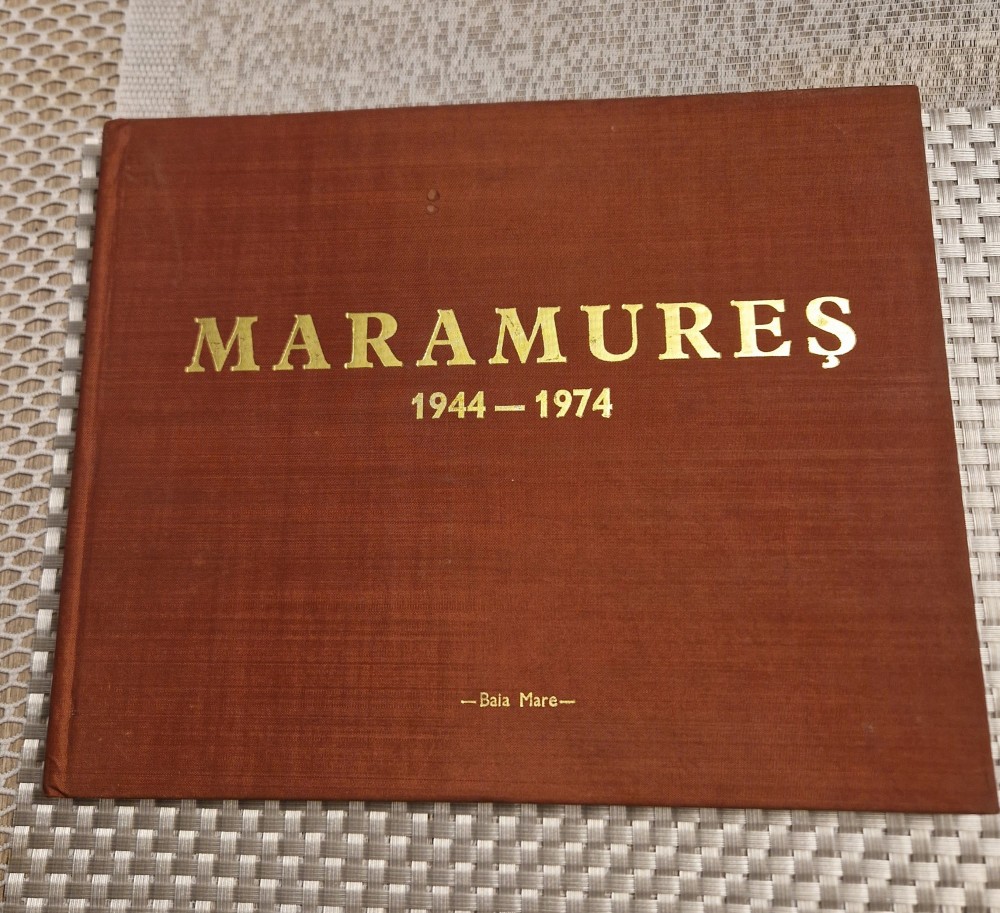 MARAMUREŞ
1944 — 1974
—Baia Mare—